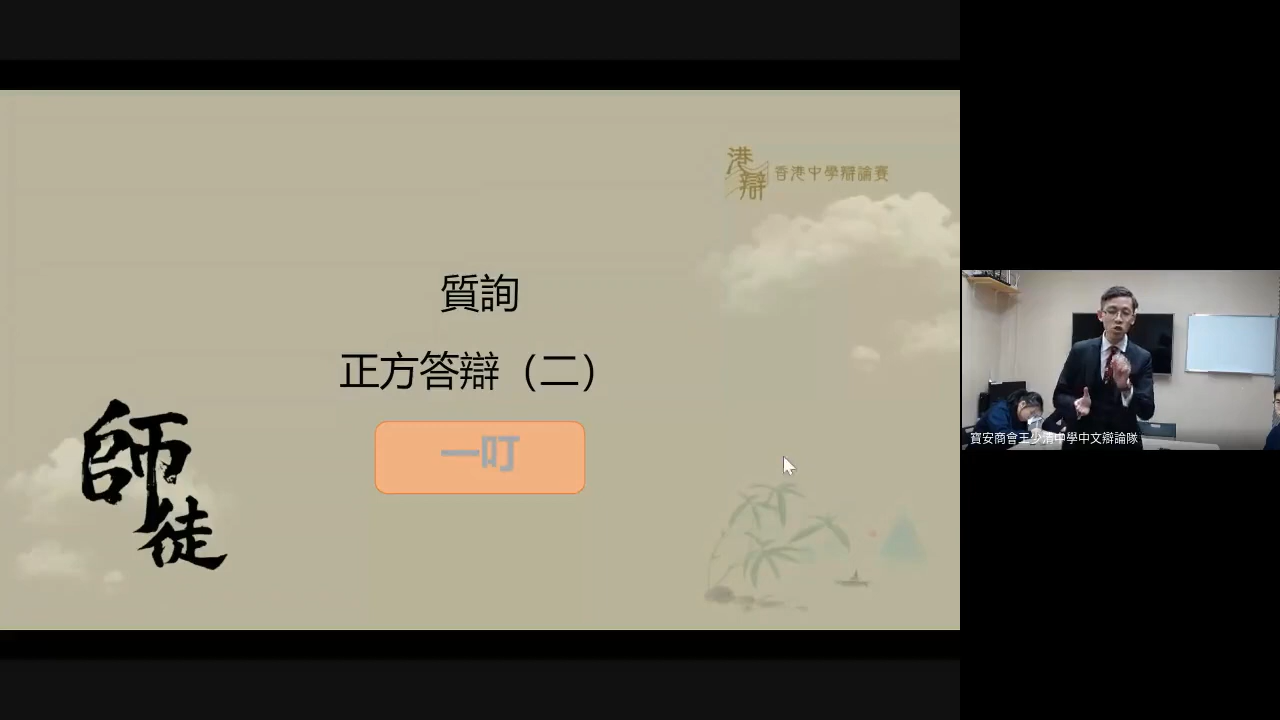 港辯
香港中學辯論賽
質詢
正方答辯（二）
一叮
師徒
寶安商會王少清中學中文辯論隊